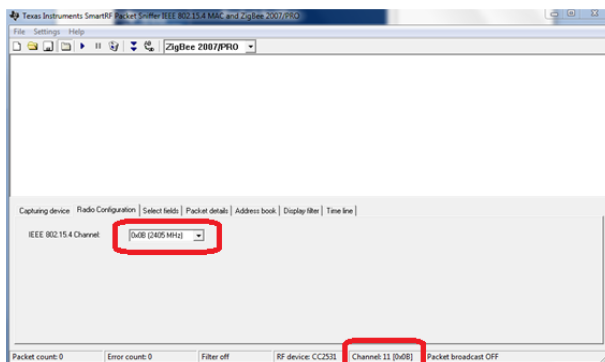 Texas Instruments SmartRF Packet Sniffer IEEE 802.15.4 MAC and ZigBee 2007/PRO
File Settings Help
ZigBee 2007/PRO
Capturing device Radio Configuration Select fields Packet details Address book Display filter Time line
IEEE 802.15.4 Channel: 0x0B (2405 MHz)
Packet count: 0 Error count: 0 Filter off RF device: CC2531 Channel: 11 [0x0B] Packet broadcast OFF